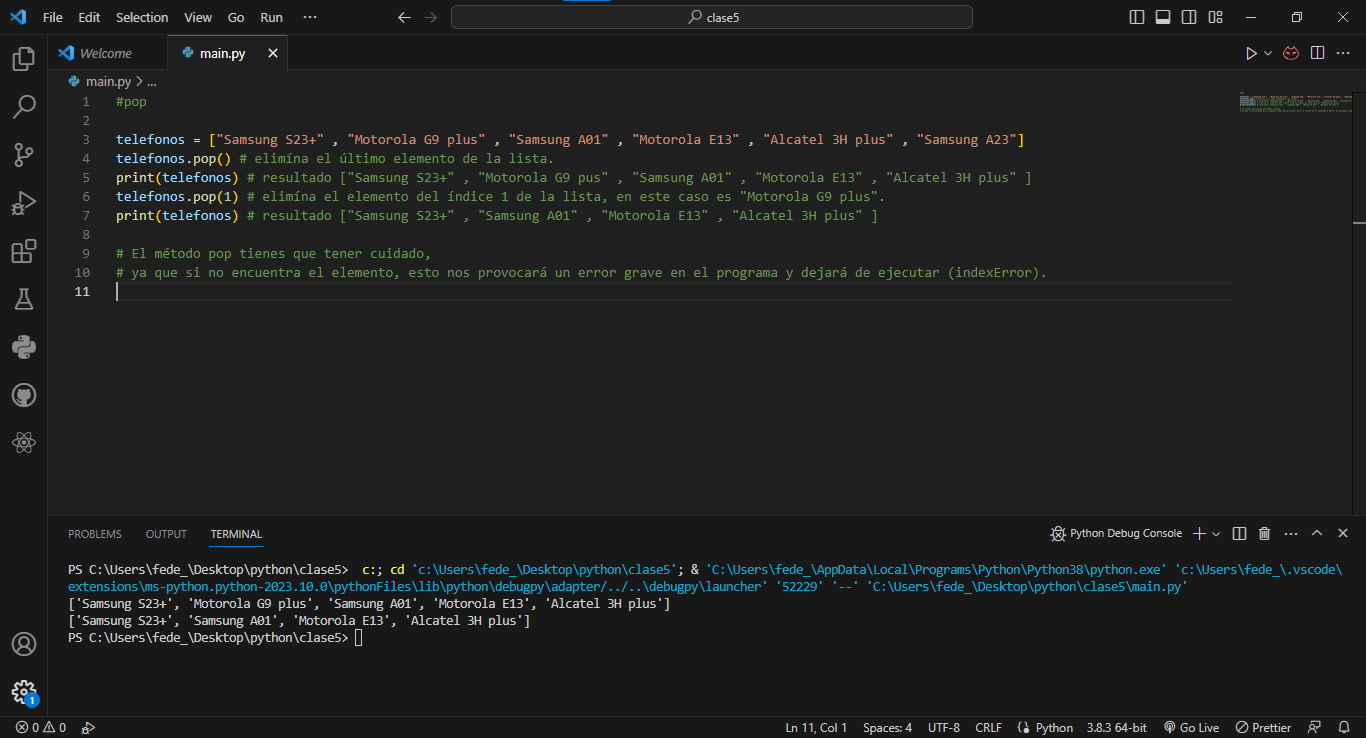 File Edit Selection View Go Run ··· clase5
Welcome main.py
main.py > ...
1 #pop
2
3 telefonos = ["Samsung S23+" , "Motorola G9 plus" , "Samsung A01" , "Motorola E13" , "Alcatel 3H plus" , "Samsung A23"]
4 telefonos.pop() # elimína el último elemento de la lista.
5 print(telefonos) # resultado ["Samsung S23+" , "Motorola G9 pus" , "Samsung A01" , "Motorola E13" , "Alcatel 3H plus" ]
6 telefonos.pop(1) # elimína el elemento del índice 1 de la lista, en este caso es "Motorola G9 plus".
7 print(telefonos) # resultado ["Samsung S23+" , "Samsung A01" , "Motorola E13" , "Alcatel 3H plus" ]
8
9 # El método pop tienes que tener cuidado,
10 # ya que si no encuentra el elemento, esto nos provocará un error grave en el programa y dejará de ejecutar (indexError).
11
PROBLEMS OUTPUT TERMINAL Python Debug Console
PS C:\Users\fede_\Desktop\python\clase5>  c:; cd 'c:\Users\fede_\Desktop\python\clase5'; & 'C:\Users\fede_\AppData\Local\Programs\Python\Python38\python.exe' 'c:\Users\fede_\.vscode\
extensions\ms-python.python-2023.10.0\pythonFiles\lib\python\debugpy\adapter/../..\debugpy\launcher' '52229' '--' 'C:\Users\fede_\Desktop\python\clase5\main.py'
['Samsung S23+', 'Motorola G9 plus', 'Samsung A01', 'Motorola E13', 'Alcatel 3H plus']
['Samsung S23+', 'Samsung A01', 'Motorola E13', 'Alcatel 3H plus']
PS C:\Users\fede_\Desktop\python\clase5>
1
0 0 Ln 11, Col 1 Spaces: 4 UTF-8 CRLF Python 3.8.3 64-bit Go Live Prettier